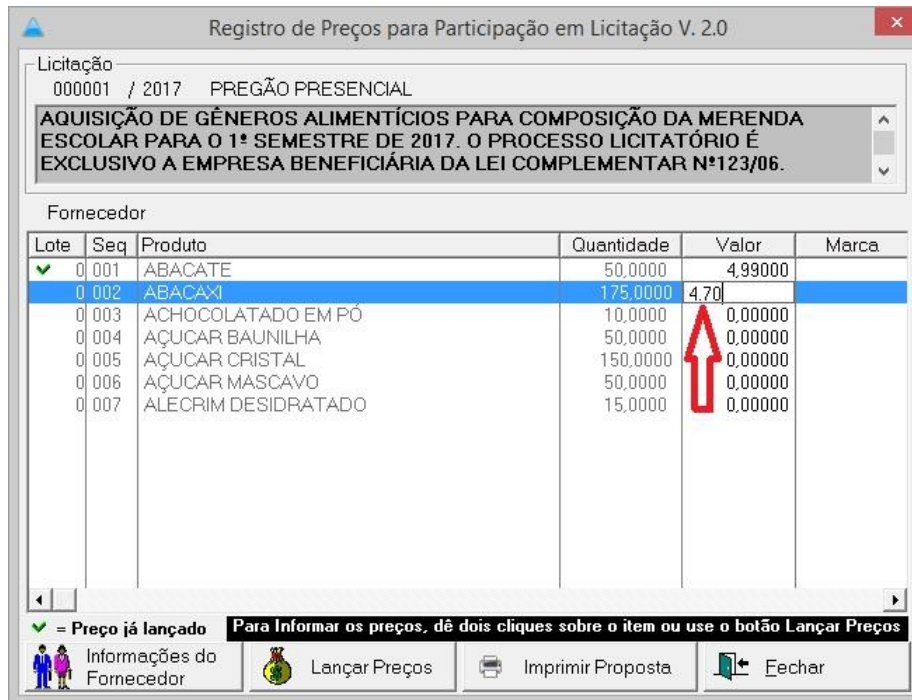 Registro de Preços para Participação em Licitação V. 2.0
Licitação
000001 / 2017 PREGÃO PRESENCIAL
AQUISIÇÃO DE GÊNEROS ALIMENTÍCIOS PARA COMPOSIÇÃO DA MERENDA
ESCOLAR PARA O 1º SEMESTRE DE 2017. O PROCESSO LICITATÓRIO É
EXCLUSIVO A EMPRESA BENEFICIÁRIA DA LEI COMPLEMENTAR Nº123/06.
Fornecedor
Lote Seq Produto Quantidade Valor Marca
0 001 ABACATE 50,0000 4,99000
0 002 ABACAXI 175,0000 4.70
0 003 ACHOCOLATADO EM PÓ 10,0000 0,00000
0 004 AÇUCAR BAUNILHA 50,0000 0,00000
0 005 AÇUCAR CRISTAL 150,0000 0,00000
0 006 AÇUCAR MASCAVO 50,0000 0,00000
0 007 ALECRIM DESIDRATADO 15,0000 0,00000
= Preço já lançado Para Informar os preços, dê dois cliques sobre o item ou use o botão Lançar Preços
Informações do
Fornecedor
Lançar Preços
Imprimir Proposta
Fechar